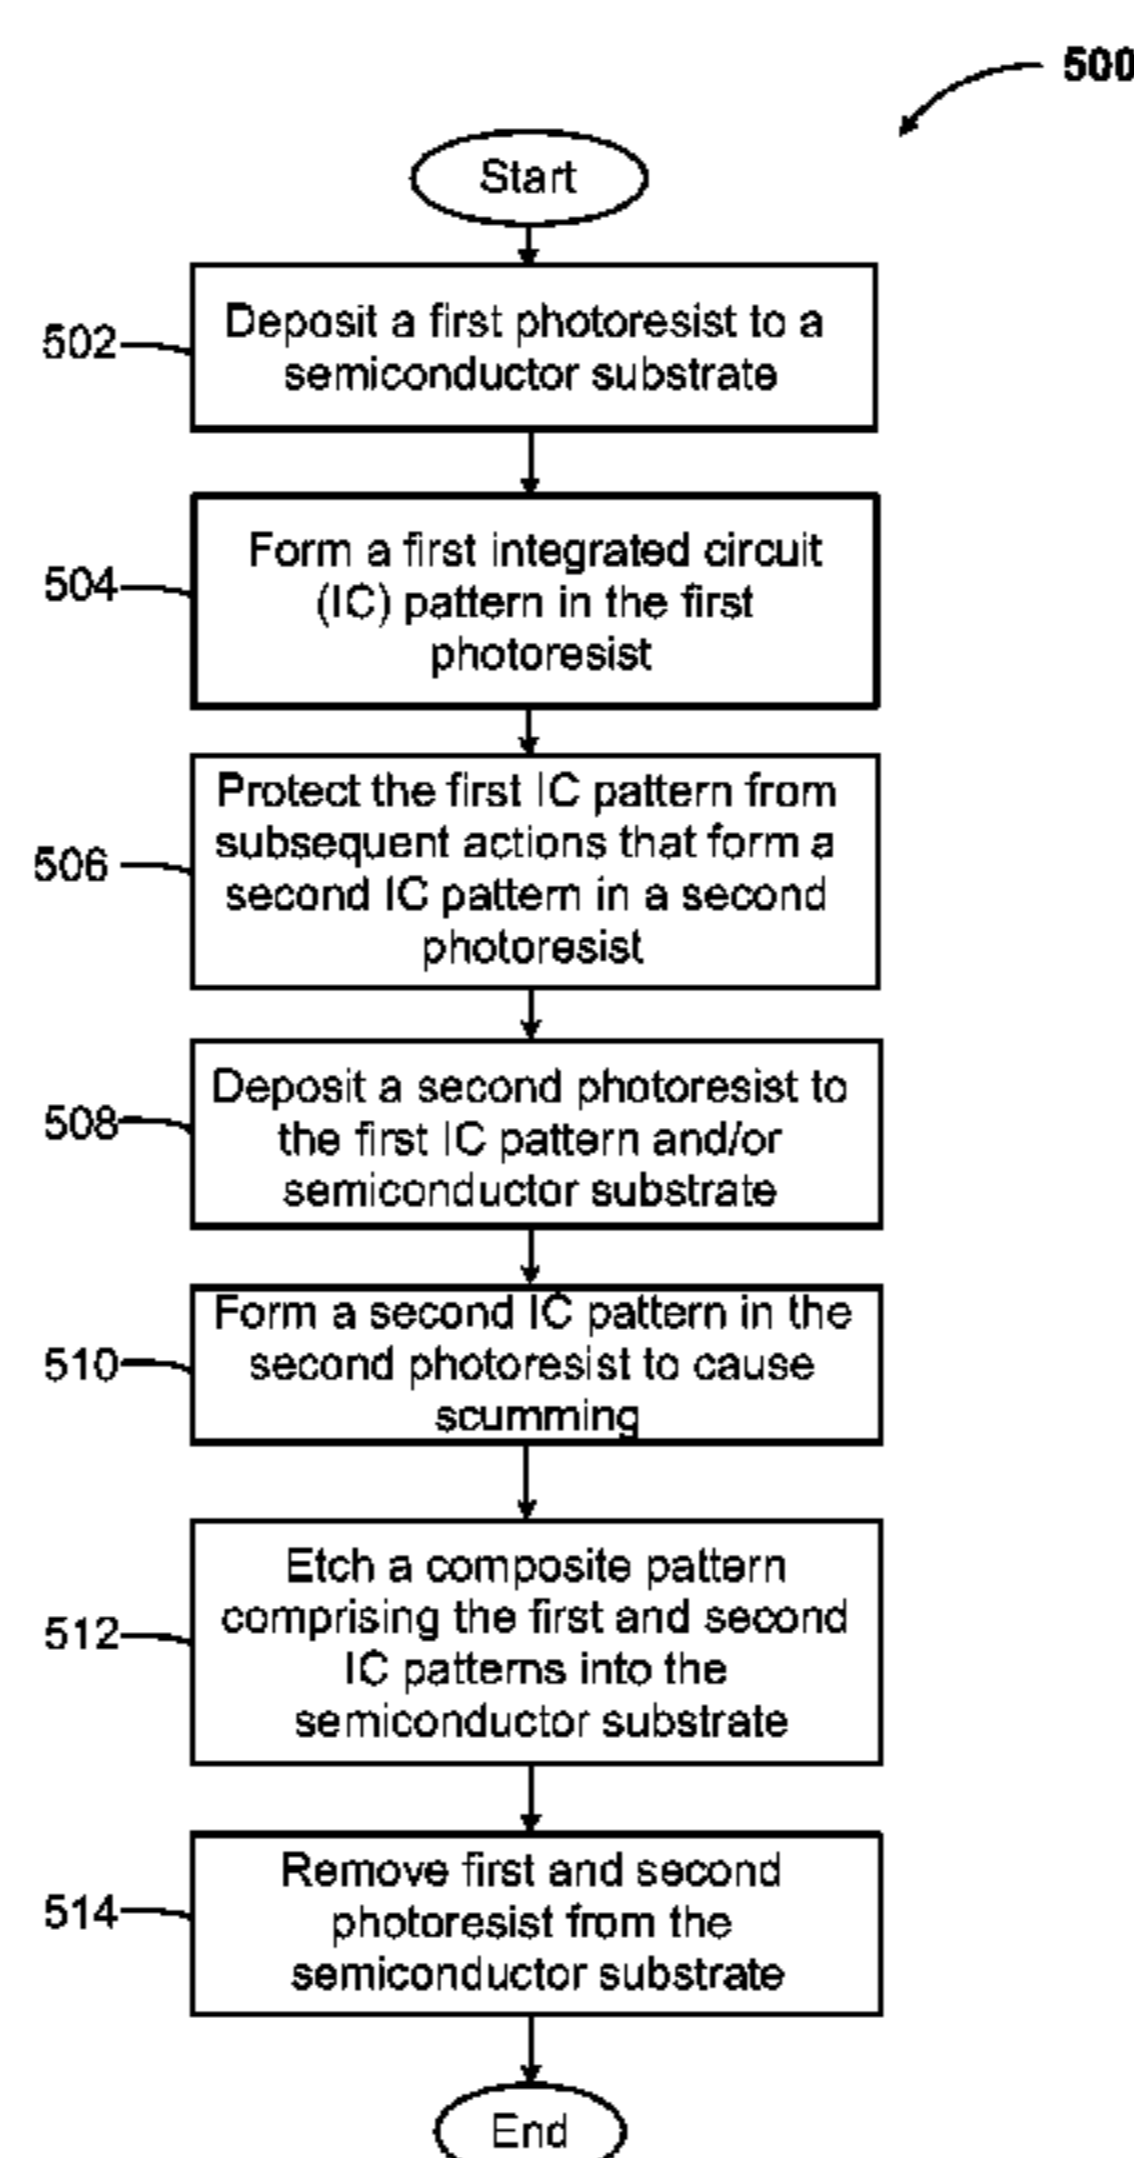 500
Start
502
Deposit a first photoresist to a
semiconductor substrate
504
Form a first integrated circuit
(IC) pattern in the first
photoresist
506
Protect the first IC pattern from
subsequent actions that form a
second IC pattern in a second
photoresist
508
Deposit a second photoresist to
the first IC pattern and/or
semiconductor substrate
510
Form a second IC pattern in the
second photoresist to cause
scumming
512
Etch a composite pattern
comprising the first and second
IC patterns into the
semiconductor substrate
514
Remove first and second
photoresist from the
semiconductor substrate
End